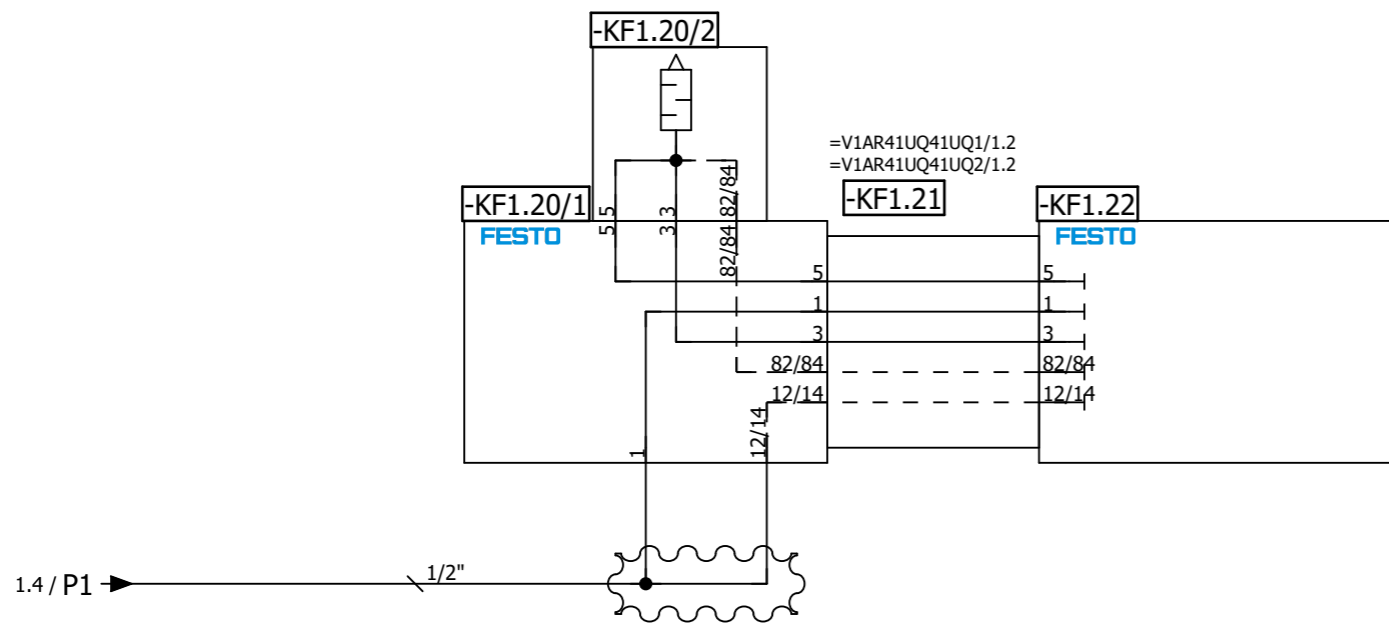 -KF1.20/2
=V1AR41UQ41UQ1/1.2
=V1AR41UQ41UQ2/1.2
-KF1.20/1
-KF1.21
-KF1.22
FESTO
FESTO
5
5
3
3
82/84
82/84
5
5
1
1
3
3
82/84
82/84
12/14
12/14
1
12/14
1.4 / P1
1/2"